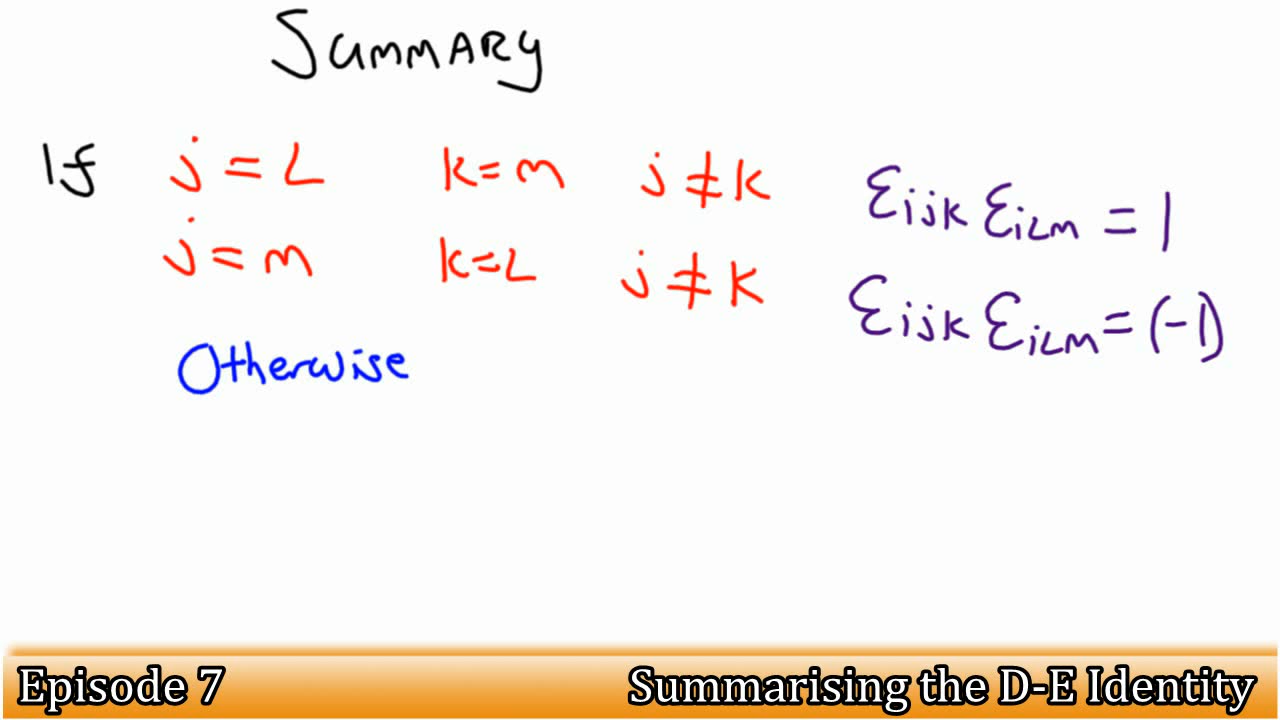 Summary
If j = L k = m j ≠ k εijk εiLm = 1
j = m k = L j ≠ k εijk εiLm = (-1)
Otherwise
Episode 7 Summarising the D-E Identity